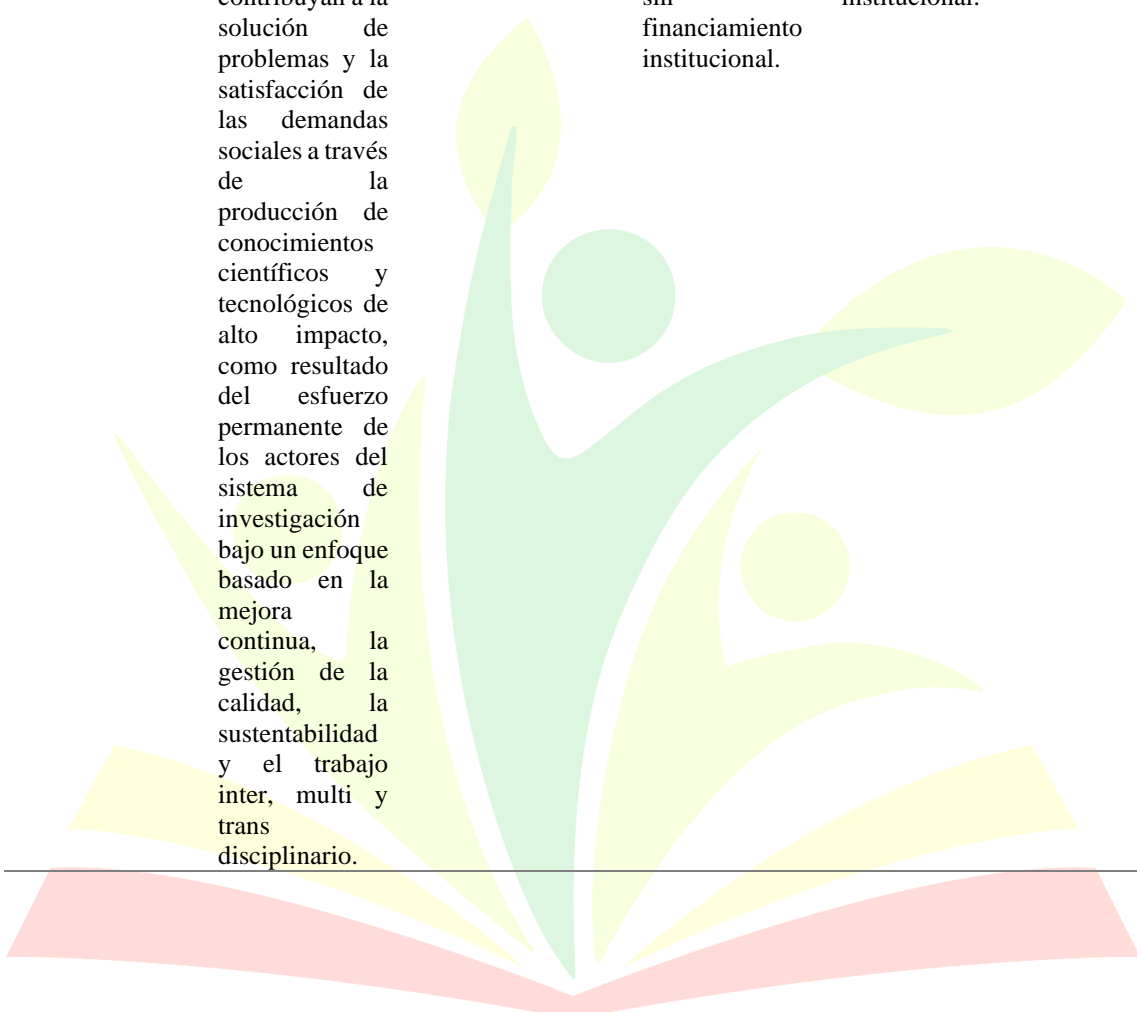 contribuyan a la
solución de
problemas y la
satisfacción de
las demandas
sociales a través
de la
producción de
conocimientos
científicos y
tecnológicos de
alto impacto,
como resultado
del esfuerzo
permanente de
los actores del
sistema de
investigación
bajo un enfoque
basado en la
mejora
continua, la
gestión de la
calidad, la
sustentabilidad
y el trabajo
inter, multi y
trans
disciplinario.
sin
financiamiento
institucional.
institucional.